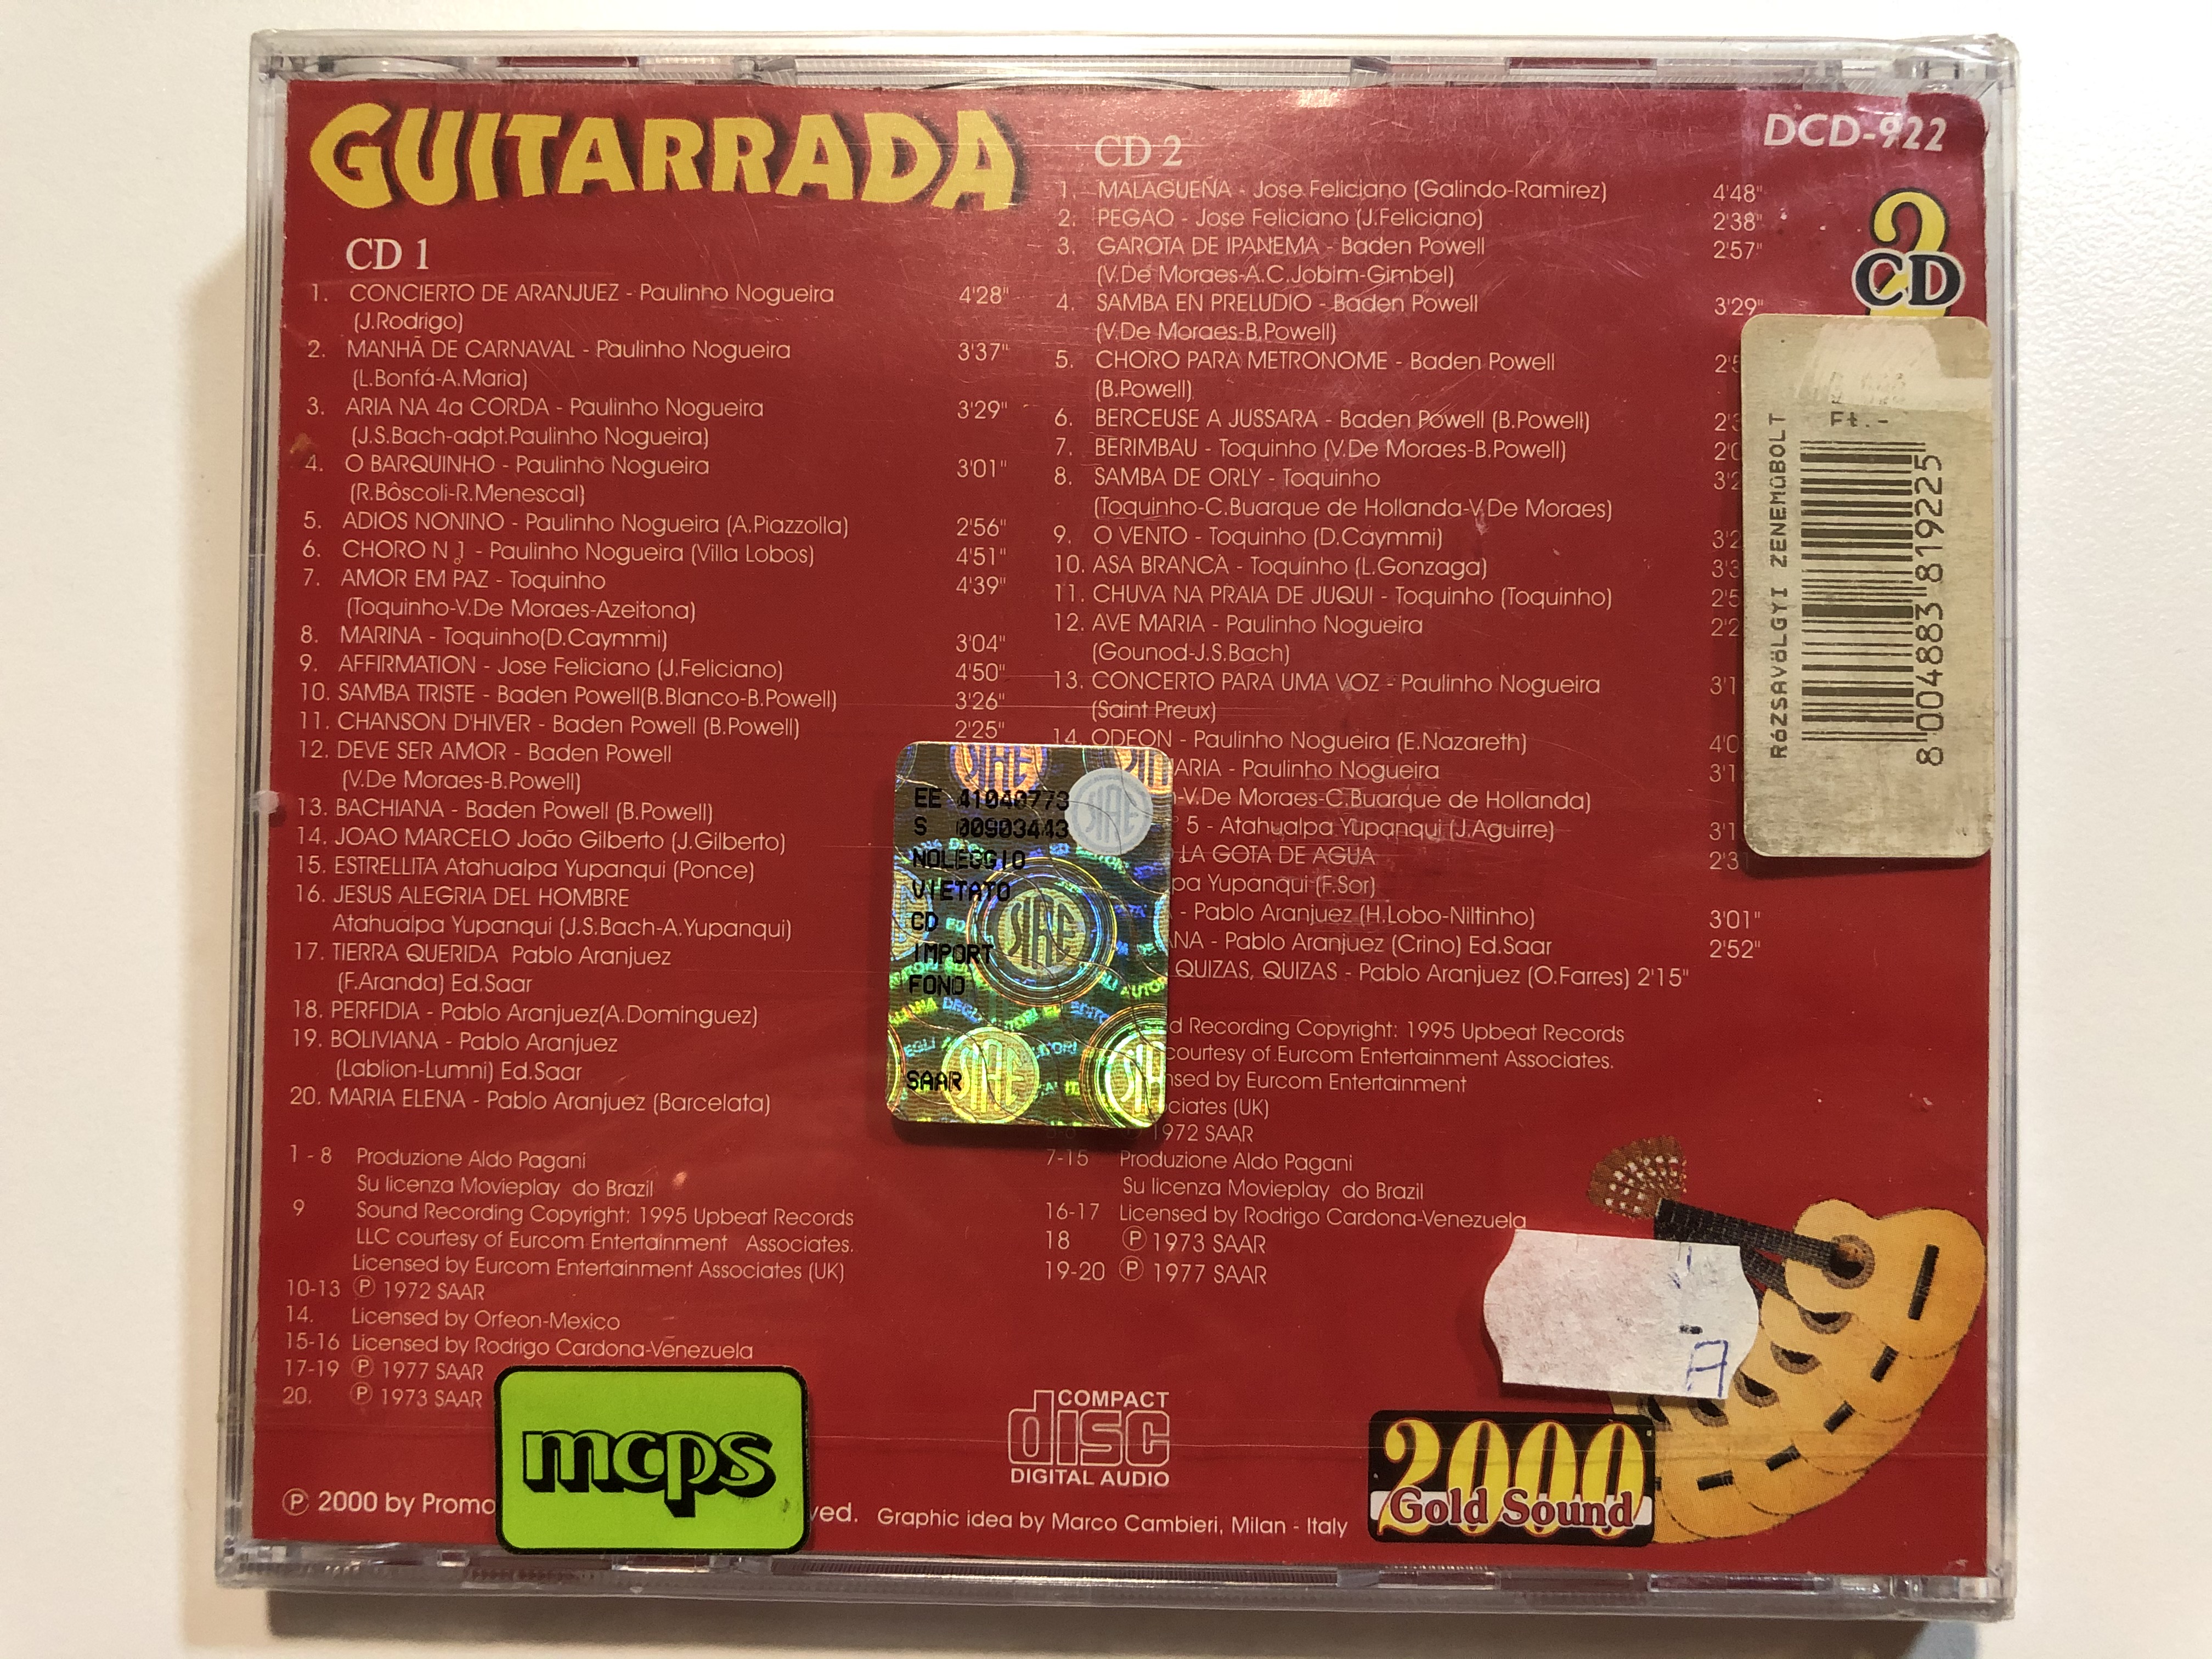 GUITARRADA
CD 1
1. CONCIERTO DE ARANJUEZ - Paulinho Nogueira 4'28"
(J.Rodrigo)
2. MANHÃ DE CARNAVAL - Paulinho Nogueira 3'37"
(L.Bonfá-A.Maria)
3. ARIA NA 4a CORDA - Paulinho Nogueira 3'29"
(J.S.Bach-adpt.Paulinho Nogueira)
4. O BARQUINHO - Paulinho Nogueira 3'01"
(R.Bôscoli-R.Menescal)
5. ADIOS NONINO - Paulinho Nogueira (A.Piazzolla) 2'56"
6. CHORO N° 1 - Paulinho Nogueira (Villa Lobos) 4'51"
7. AMOR EM PAZ - Toquinho 4'39"
(Toquinho-V.De Moraes-Azeitona)
8. MARINA - Toquinho(D.Caymmi) 3'04"
9. AFFIRMATION - Jose Feliciano (J.Feliciano) 4'50"
10. SAMBA TRISTE - Baden Powell(B.Blanco-B.Powell) 3'26"
11. CHANSON D'HIVER - Baden Powell (B.Powell) 2'25"
12. DEVE SER AMOR - Baden Powell
(V.De Moraes-B.Powell)
13. BACHIANA - Baden Powell (B.Powell)
14. JOAO MARCELO João Gilberto (J.Gilberto)
15. ESTRELLITA Atahualpa Yupanqui (Ponce)
16. JESUS ALEGRIA DEL HOMBRE
Atahualpa Yupanqui (J.S.Bach-A.Yupanqui)
17. TIERRA QUERIDA Pablo Aranjuez
(F.Aranda) Ed.Saar
18. PERFIDIA - Pablo Aranjuez(A.Dominguez)
19. BOLIVIANA - Pablo Aranjuez
(Lablion-Lumni) Ed.Saar
20. MARIA ELENA - Pablo Aranjuez (Barcelata)
1 - 8 Produzione Aldo Pagani
Su licenza Movieplay do Brazil
9 Sound Recording Copyright: 1995 Upbeat Records
LLC courtesy of Eurcom Entertainment Associates.
Licensed by Eurcom Entertainment Associates (UK)
10-13 Ⓟ 1972 SAAR
14. Licensed by Orfeon-Mexico
15-16 Licensed by Rodrigo Cardona-Venezuela
17-19 Ⓟ 1977 SAAR
20. Ⓟ 1973 SAAR
CD 2
1. MALAGUEÑA - Jose Feliciano (Galindo-Ramirez) 4'48"
2. PEGAO - Jose Feliciano (J.Feliciano) 2'38"
3. GAROTA DE IPANEMA - Baden Powell 2'57"
(V.De Moraes-A.C.Jobim-Gimbel)
4. SAMBA EN PRELUDIO - Baden Powell 3'29"
(V.De Moraes-B.Powell)
5. CHORO PARA METRONOME - Baden Powell
(B.Powell)
6. BERCEUSE A JUSSARA - Baden Powell (B.Powell)
7. BERIMBAU - Toquinho (V.De Moraes-B.Powell)
8. SAMBA DE ORLY - Toquinho
(Toquinho-C.Buarque de Hollanda-V.De Moraes)
9. O VENTO - Toquinho (D.Caymmi)
10. ASA BRANCA - Toquinho (L.Gonzaga)
11. CHUVA NA PRAIA DE JUQUI - Toquinho (Toquinho)
12. AVE MARIA - Paulinho Nogueira
(Gounod-J.S.Bach)
13. CONCERTO PARA UMA VOZ - Paulinho Nogueira
(Saint Preux)
14. ODEON - Paulinho Nogueira (E.Nazareth)
ARIA - Paulinho Nogueira
-V.De Moraes-C.Buarque de Hollanda)
° 5 - Atahualpa Yupanqui (J.Aguirre)
LA GOTA DE AGUA
pa Yupanqui (F.Sor)
- Pablo Aranjuez (H.Lobo-Niltinho) 3'01"
NA - Pablo Aranjuez (Crino) Ed.Saar 2'52"
QUIZAS, QUIZAS - Pablo Aranjuez (O.Farres) 2'15"
d Recording Copyright: 1995 Upbeat Records
courtesy of Eurcom Entertainment Associates.
nsed by Eurcom Entertainment
ciates (UK)
1972 SAAR
7-15 Produzione Aldo Pagani
Su licenza Movieplay do Brazil
16-17 Licensed by Rodrigo Cardona-Venezuela
18 Ⓟ 1973 SAAR
19-20 Ⓟ 1977 SAAR
DCD-922
2
CD
Ft.-
RÓZSAVÖLGYI ZENEMŰBOLT
8 004883 819225
EE 41040773
S 00903443
NOLEGGIO
VIETATO
CD
IMPORT
FONO
SAAR
SIAE
mcps
COMPACT
disc
DIGITAL AUDIO
A
2000
Gold Sound
Ⓟ 2000 by Promo
ved. Graphic idea by Marco Cambieri, Milan - Italy